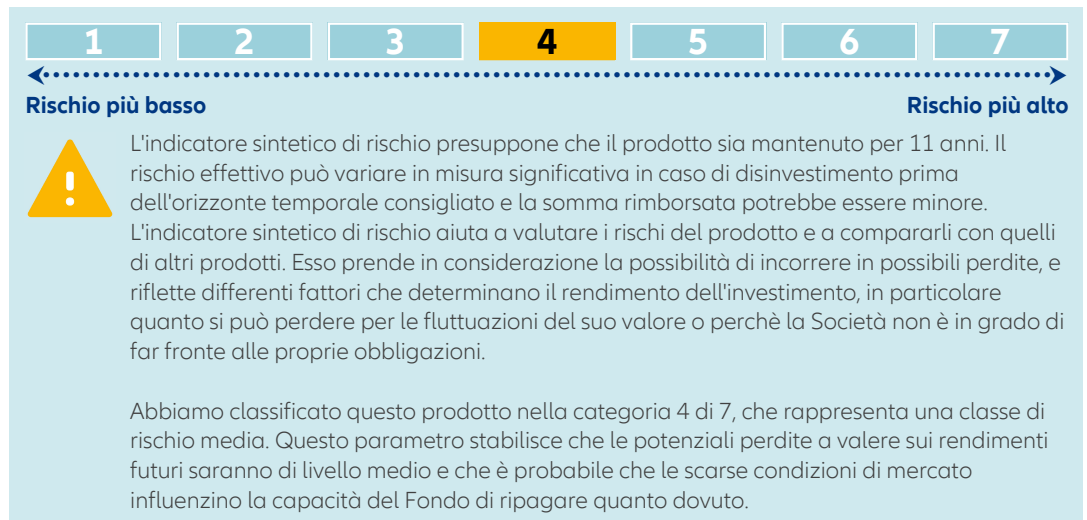 1 2 3 4 5 6 7
Rischio più basso Rischio più alto
L'indicatore sintetico di rischio presuppone che il prodotto sia mantenuto per 11 anni. Il
rischio effettivo può variare in misura significativa in caso di disinvestimento prima
dell'orizzonte temporale consigliato e la somma rimborsata potrebbe essere minore.
L'indicatore sintetico di rischio aiuta a valutare i rischi del prodotto e a compararli con quelli
di altri prodotti. Esso prende in considerazione la possibilità di incorrere in possibili perdite, e
riflette differenti fattori che determinano il rendimento dell'investimento, in particolare
quanto si può perdere per le fluttuazioni del suo valore o perchè la Società non è in grado di
far fronte alle proprie obbligazioni.
Abbiamo classificato questo prodotto nella categoria 4 di 7, che rappresenta una classe di
rischio media. Questo parametro stabilisce che le potenziali perdite a valere sui rendimenti
futuri saranno di livello medio e che è probabile che le scarse condizioni di mercato
influenzino la capacità del Fondo di ripagare quanto dovuto.